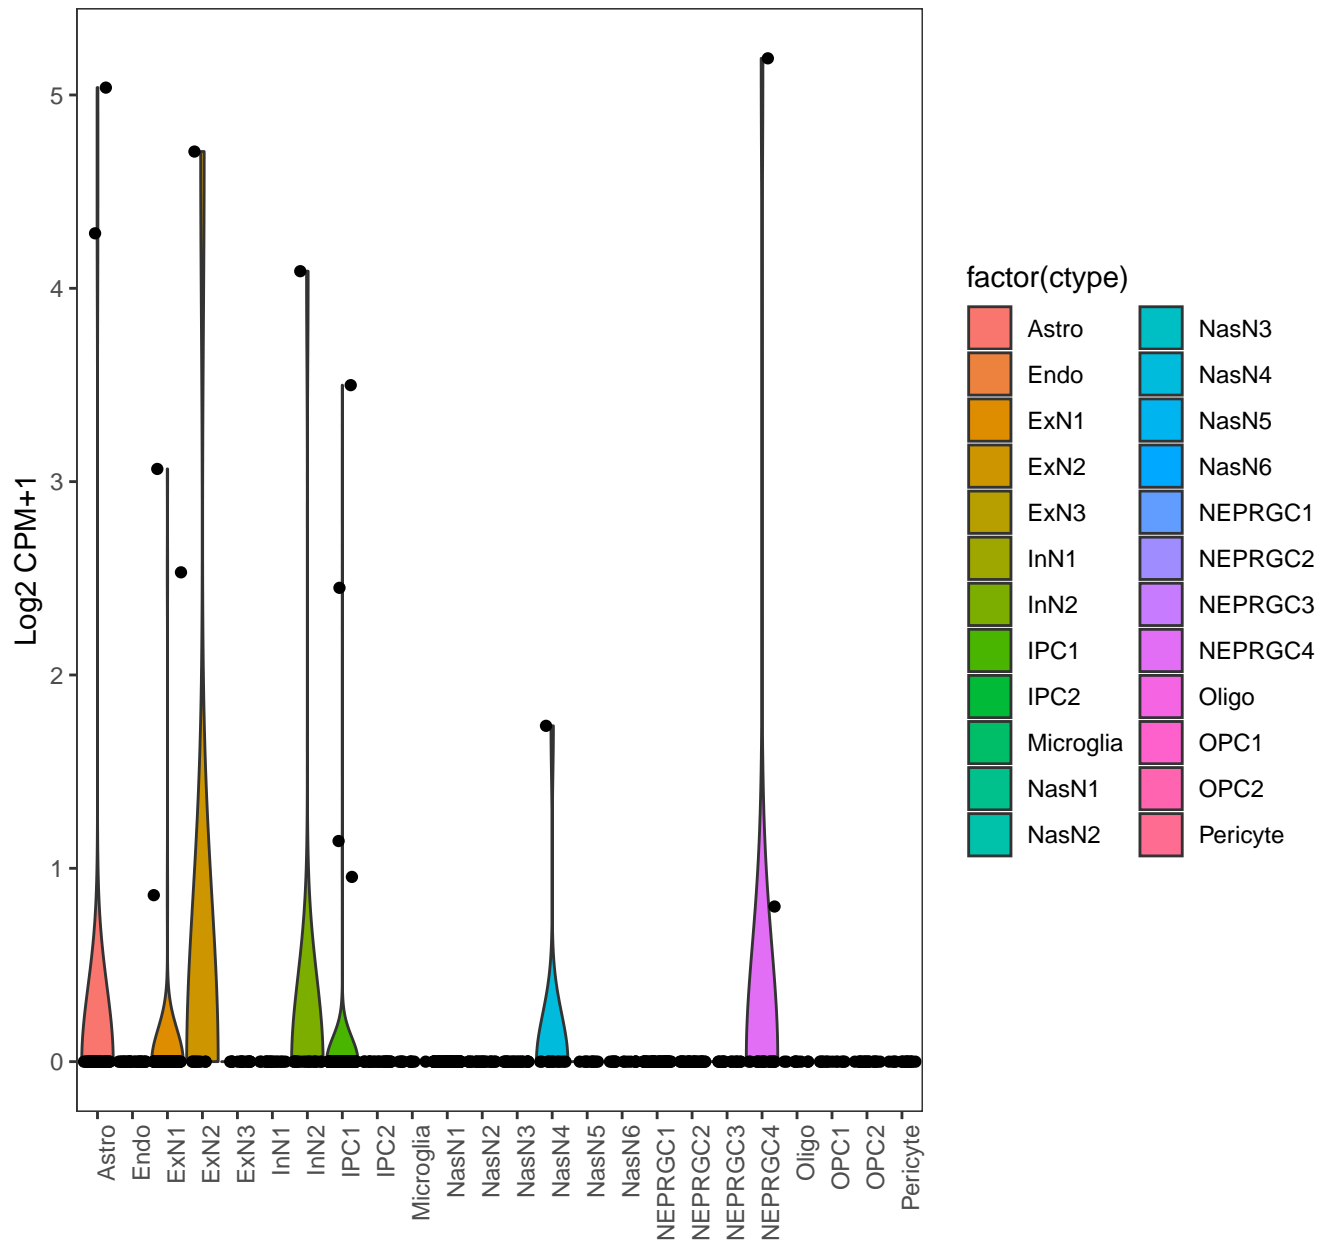 Log2 CPM+1
5
4
3
2
1
0
Astro
Endo
ExN1
ExN2
ExN3
InN1
InN2
IPC1
IPC2
Microglia
NasN1
NasN2
NasN3
NasN4
NasN5
NasN6
NEPRGC1
NEPRGC2
NEPRGC3
NEPRGC4
Oligo
OPC1
OPC2
Pericyte
factor(ctype)
Astro
Endo
ExN1
ExN2
ExN3
InN1
InN2
IPC1
IPC2
Microglia
NasN1
NasN2
NasN3
NasN4
NasN5
NasN6
NEPRGC1
NEPRGC2
NEPRGC3
NEPRGC4
Oligo
OPC1
OPC2
Pericyte